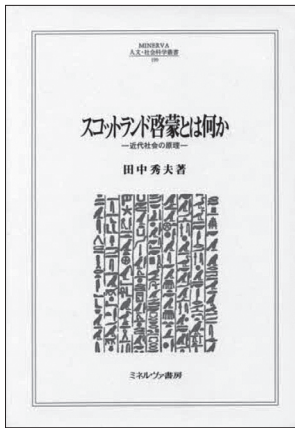 MINERVA
人文・社会科学叢書
スコットランド啓蒙とは何か
―近代社会の原理―
田中秀夫著
ミネルヴァ書房